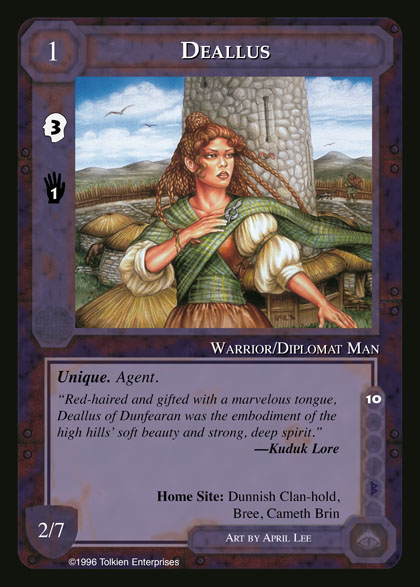 1
DEALLUS
3
1
WARRIOR/DIPLOMAT MAN
Unique. Agent.
10
“Red-haired and gifted with a marvelous tongue,
Deallus of Dunfearan was the embodiment of the
high hills’ soft beauty and strong, deep spirit.”
—Kuduk Lore
Home Site: Dunnish Clan-hold,
Bree, Cameth Brin
2/7
ART BY APRIL LEE
©1996 Tolkien Enterprises